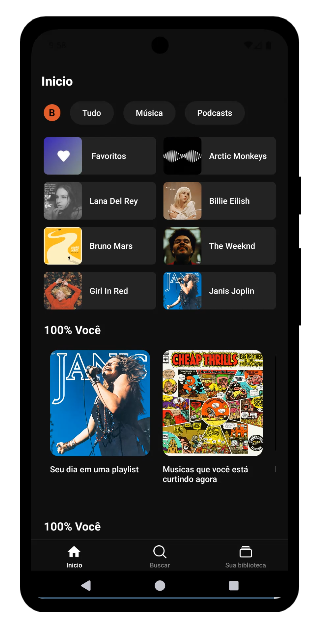 Inicio
B
Tudo
Música
Podcasts
Favoritos
Arctic Monkeys
Lana Del Rey
Billie Eilish
Bruno Mars
The Weeknd
Girl In Red
Janis Joplin
100% Você
JANIS
CHEAP THRILLS
Seu dia em uma playlist
Musicas que você está
curtindo agora
100% Você
Inicio
Buscar
Sua biblioteca